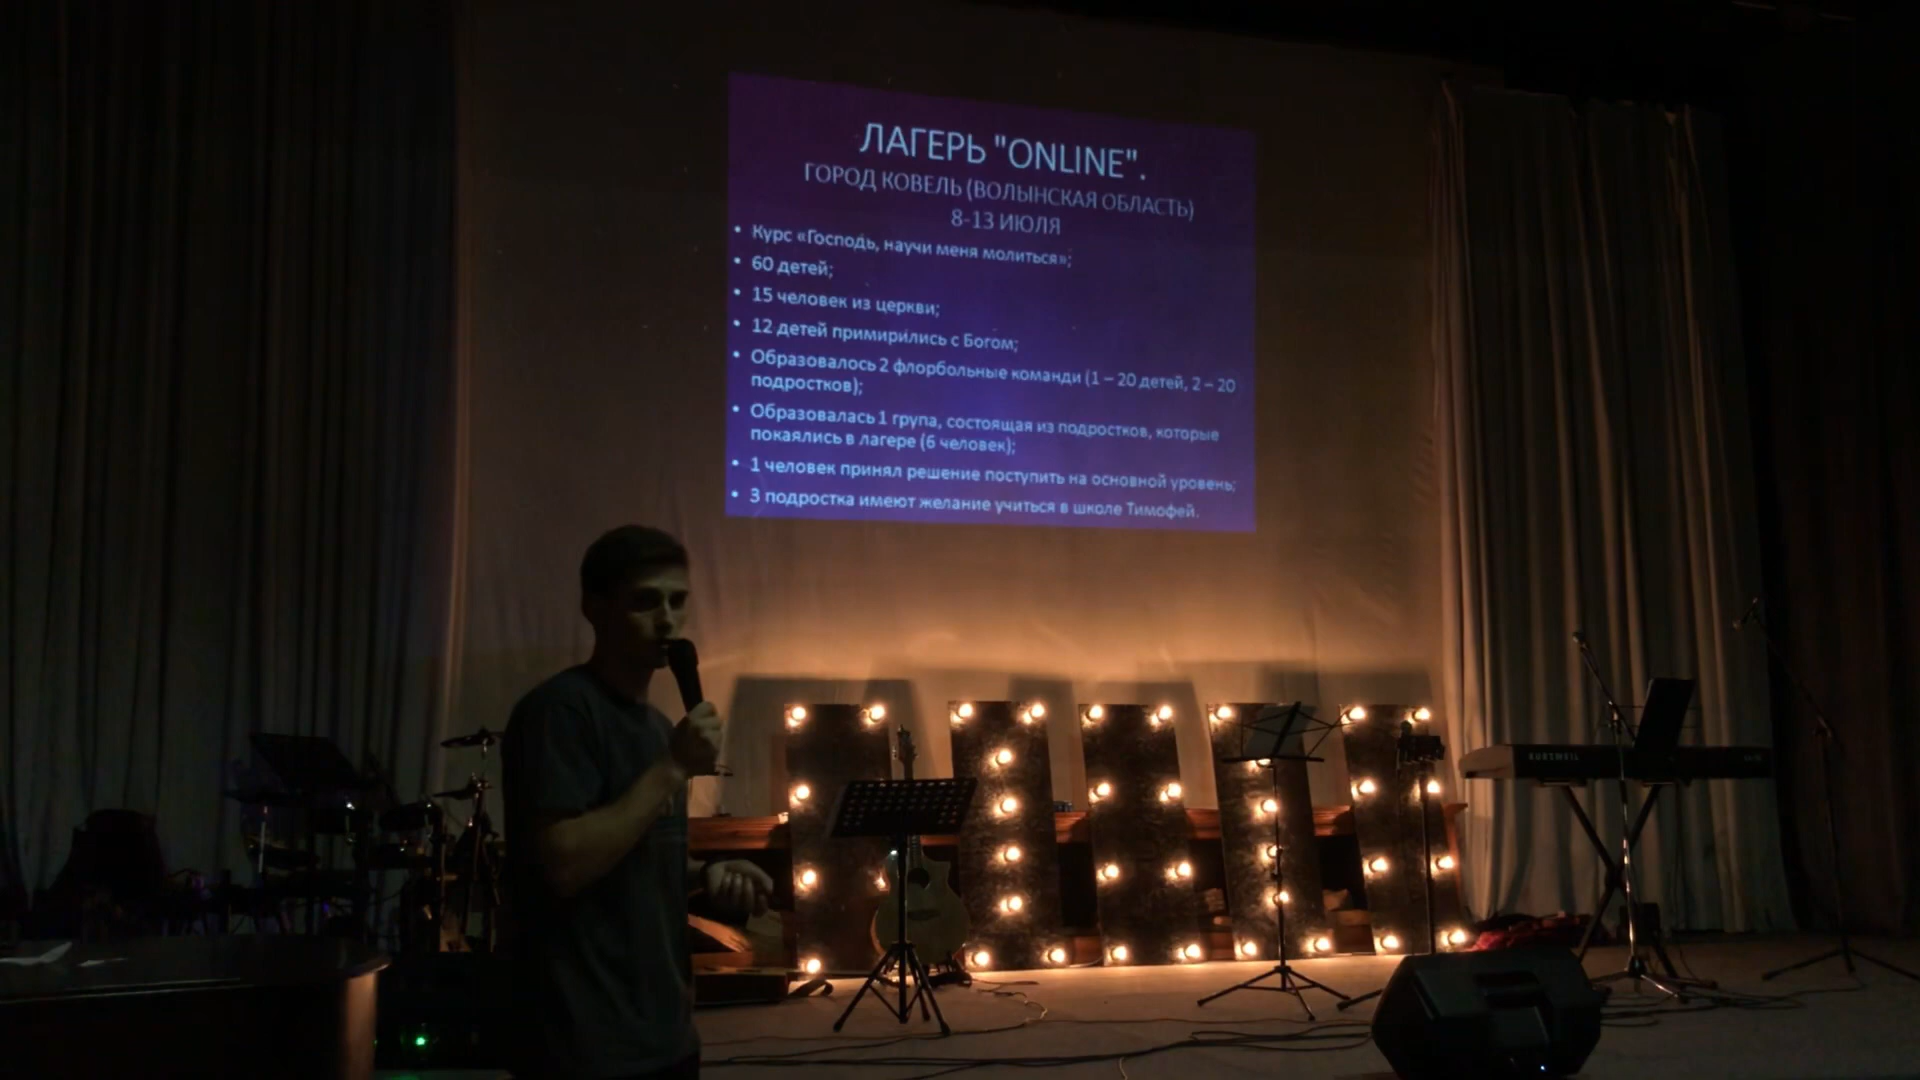 ЛАГЕРЬ "ONLINE".
ГОРОД КОВЕЛЬ (ВОЛЫНСКАЯ ОБЛАСТЬ)
8-13 ИЮЛЯ
• Курс «Господь, научи меня молиться»;
• 60 детей;
• 15 человек из церкви;
• 12 детей примирились с Богом;
• Образовалось 2 флорбольные команди (1 – 20 детей, 2 – 20
подростков);
• Образовалась 1 група, состоящая из подростков, которые
покаялись в лагере (6 человек);
• 1 человек принял решение поступить на основной уровень;
• 3 подростка имеют желание учиться в школе Тимофей.
KURZWEIL